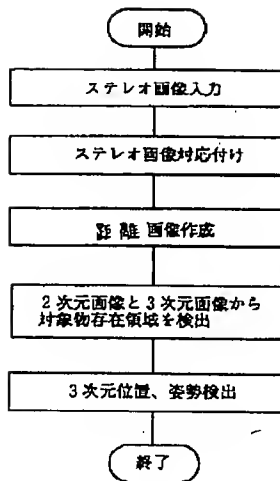 開始
ステレオ画像入力
ステレオ画像対応付け
距離画像作成
2次元画像と3次元画像から
対象物存在領域を検出
3次元位置、姿勢検出
終了